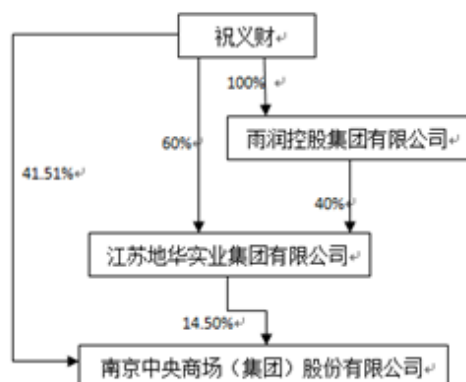 祝义财
100%
雨润控股集团有限公司
60%
41.51%
40%
江苏地华实业集团有限公司
14.50%
南京中央商场（集团）股份有限公司